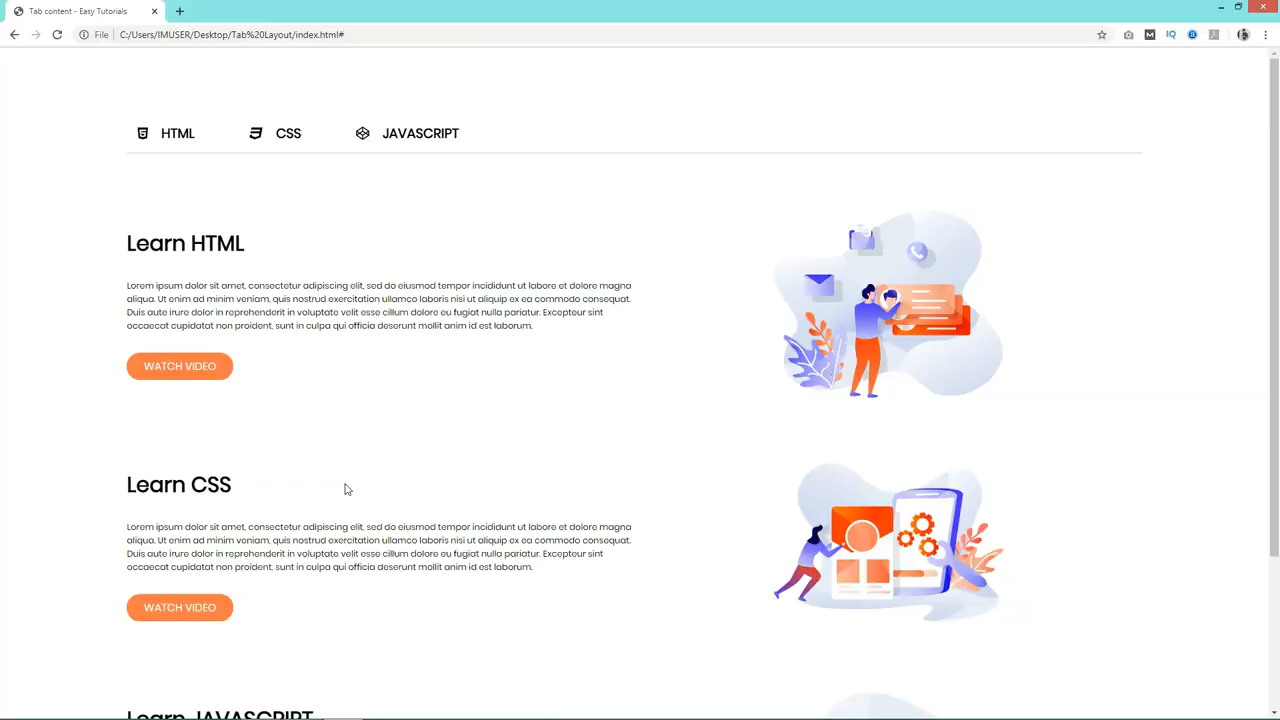 Tab content - Easy Tutorials
File
C:/Users/IMUSER/Desktop/Tab%20Layout/index.html#
HTML CSS JAVASCRIPT
Learn HTML
Lorem ipsum dolor sit amet, consectetur adipiscing elit, sed do eiusmod tempor incididunt ut labore et dolore magna
aliqua. Ut enim ad minim veniam, quis nostrud exercitation ullamco laboris nisi ut aliquip ex ea commodo consequat.
Duis aute irure dolor in reprehenderit in voluptate velit esse cillum dolore eu fugiat nulla pariatur. Excepteur sint
occaecat cupidatat non proident, sunt in culpa qui officia deserunt mollit anim id est laborum.
WATCH VIDEO
Learn CSS
Lorem ipsum dolor sit amet, consectetur adipiscing elit, sed do eiusmod tempor incididunt ut labore et dolore magna
aliqua. Ut enim ad minim veniam, quis nostrud exercitation ullamco laboris nisi ut aliquip ex ea commodo consequat.
Duis aute irure dolor in reprehenderit in voluptate velit esse cillum dolore eu fugiat nulla pariatur. Excepteur sint
occaecat cupidatat non proident, sunt in culpa qui officia deserunt mollit anim id est laborum.
WATCH VIDEO
Learn JAVASCRIPT